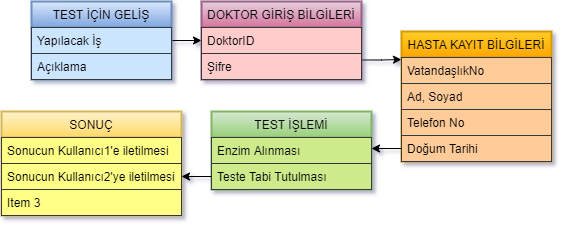 TEST İÇİN GELİŞ
Yapılacak İş
Açıklama
DOKTOR GİRİŞ BİLGİLERİ
DoktorID
Şifre
HASTA KAYIT BİLGİLERİ
VatandaşlıkNo
Ad, Soyad
Telefon No
Doğum Tarihi
TEST İŞLEMİ
Enzim Alınması
Teste Tabi Tutulması
SONUÇ
Sonucun Kullanıcı1'e iletilmesi
Sonucun Kullanıcı2'ye iletilmesi
Item 3